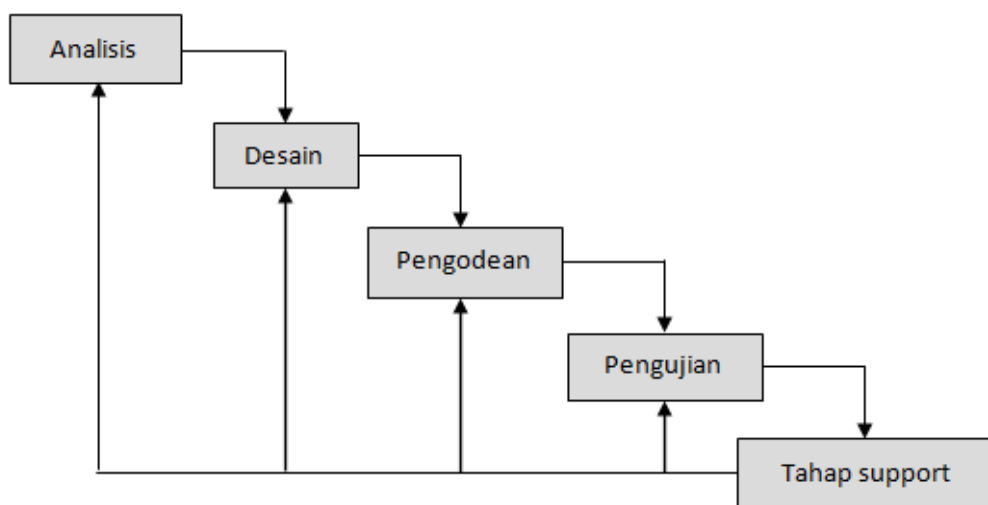 Analisis
Desain
Pengodean
Pengujian
Tahap support